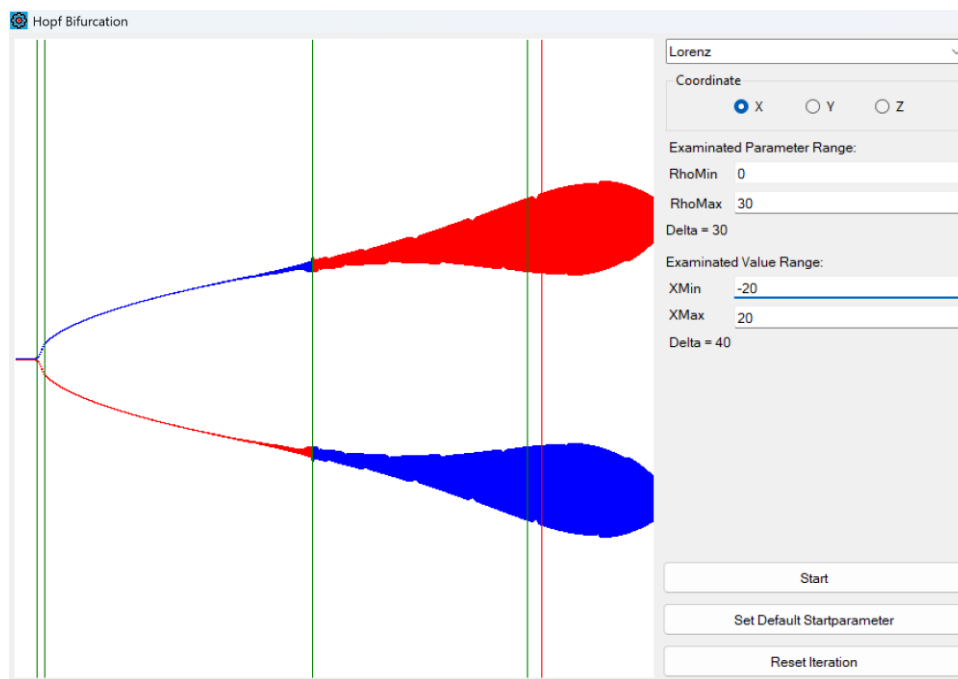 Hopf Bifurcation
Lorenz
Coordinate
X Y Z
Examinated Parameter Range:
RhoMin 0
RhoMax 30
Delta = 30
Examinated Value Range:
XMin -20
XMax 20
Delta = 40
Start
Set Default Startparameter
Reset Iteration